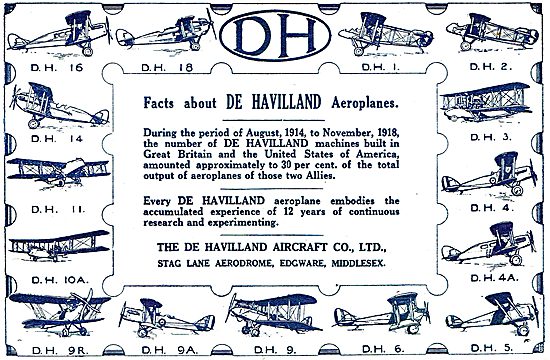 DH
D.H. 16
D.H. 18
D.H. 1.
D.H. 2.
D.H. 14
D.H. 3.
D.H. 11.
D.H. 4.
D.H. 10A.
D.H. 4A.
D.H. 9R.
D.H. 9A.
D.H. 9.
D.H. 6.
D.H. 5.
Facts about DE HAVILLAND Aeroplanes.
During the period of August, 1914, to November, 1918,
the number of DE HAVILLAND machines built in
Great Britain and the United States of America,
amounted approximately to 30 per cent. of the total
output of aeroplanes of those two Allies.
Every DE HAVILLAND aeroplane embodies the
accumulated experience of 12 years of continuous
research and experimenting.
THE DE HAVILLAND AIRCRAFT CO., LTD.,
STAG LANE AERODROME, EDGWARE, MIDDLESEX.